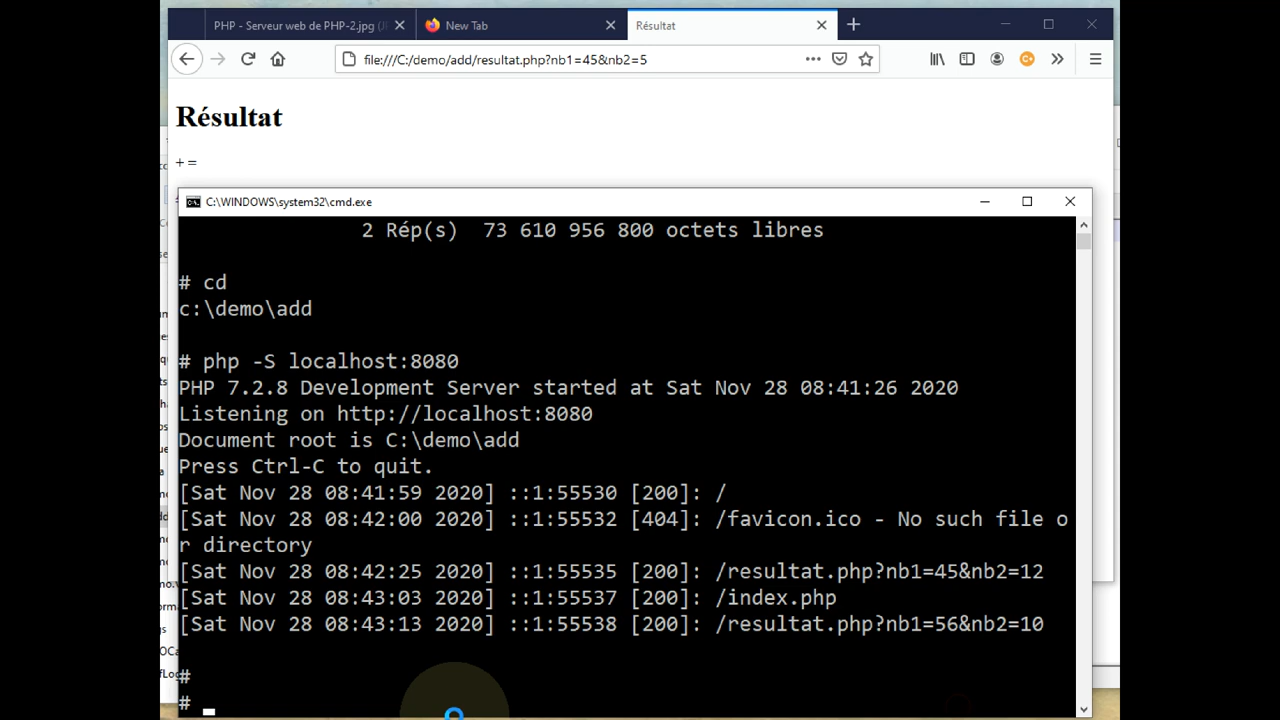 PHP - Serveur web de PHP-2.jpg (J
New Tab
Résultat
file:///C:/demo/add/resultat.php?nb1=45&nb2=5
Résultat
+ =
C:\WINDOWS\system32\cmd.exe
2 Rép(s)  73 610 956 800 octets libres
# cd
c:\demo\add
# php -S localhost:8080
PHP 7.2.8 Development Server started at Sat Nov 28 08:41:26 2020
Listening on http://localhost:8080
Document root is C:\demo\add
Press Ctrl-C to quit.
[Sat Nov 28 08:41:59 2020] ::1:55530 [200]: /
[Sat Nov 28 08:42:00 2020] ::1:55532 [404]: /favicon.ico - No such file o
r directory
[Sat Nov 28 08:42:25 2020] ::1:55535 [200]: /resultat.php?nb1=45&nb2=12
[Sat Nov 28 08:43:03 2020] ::1:55537 [200]: /index.php
[Sat Nov 28 08:43:13 2020] ::1:55538 [200]: /resultat.php?nb1=56&nb2=10
#
#